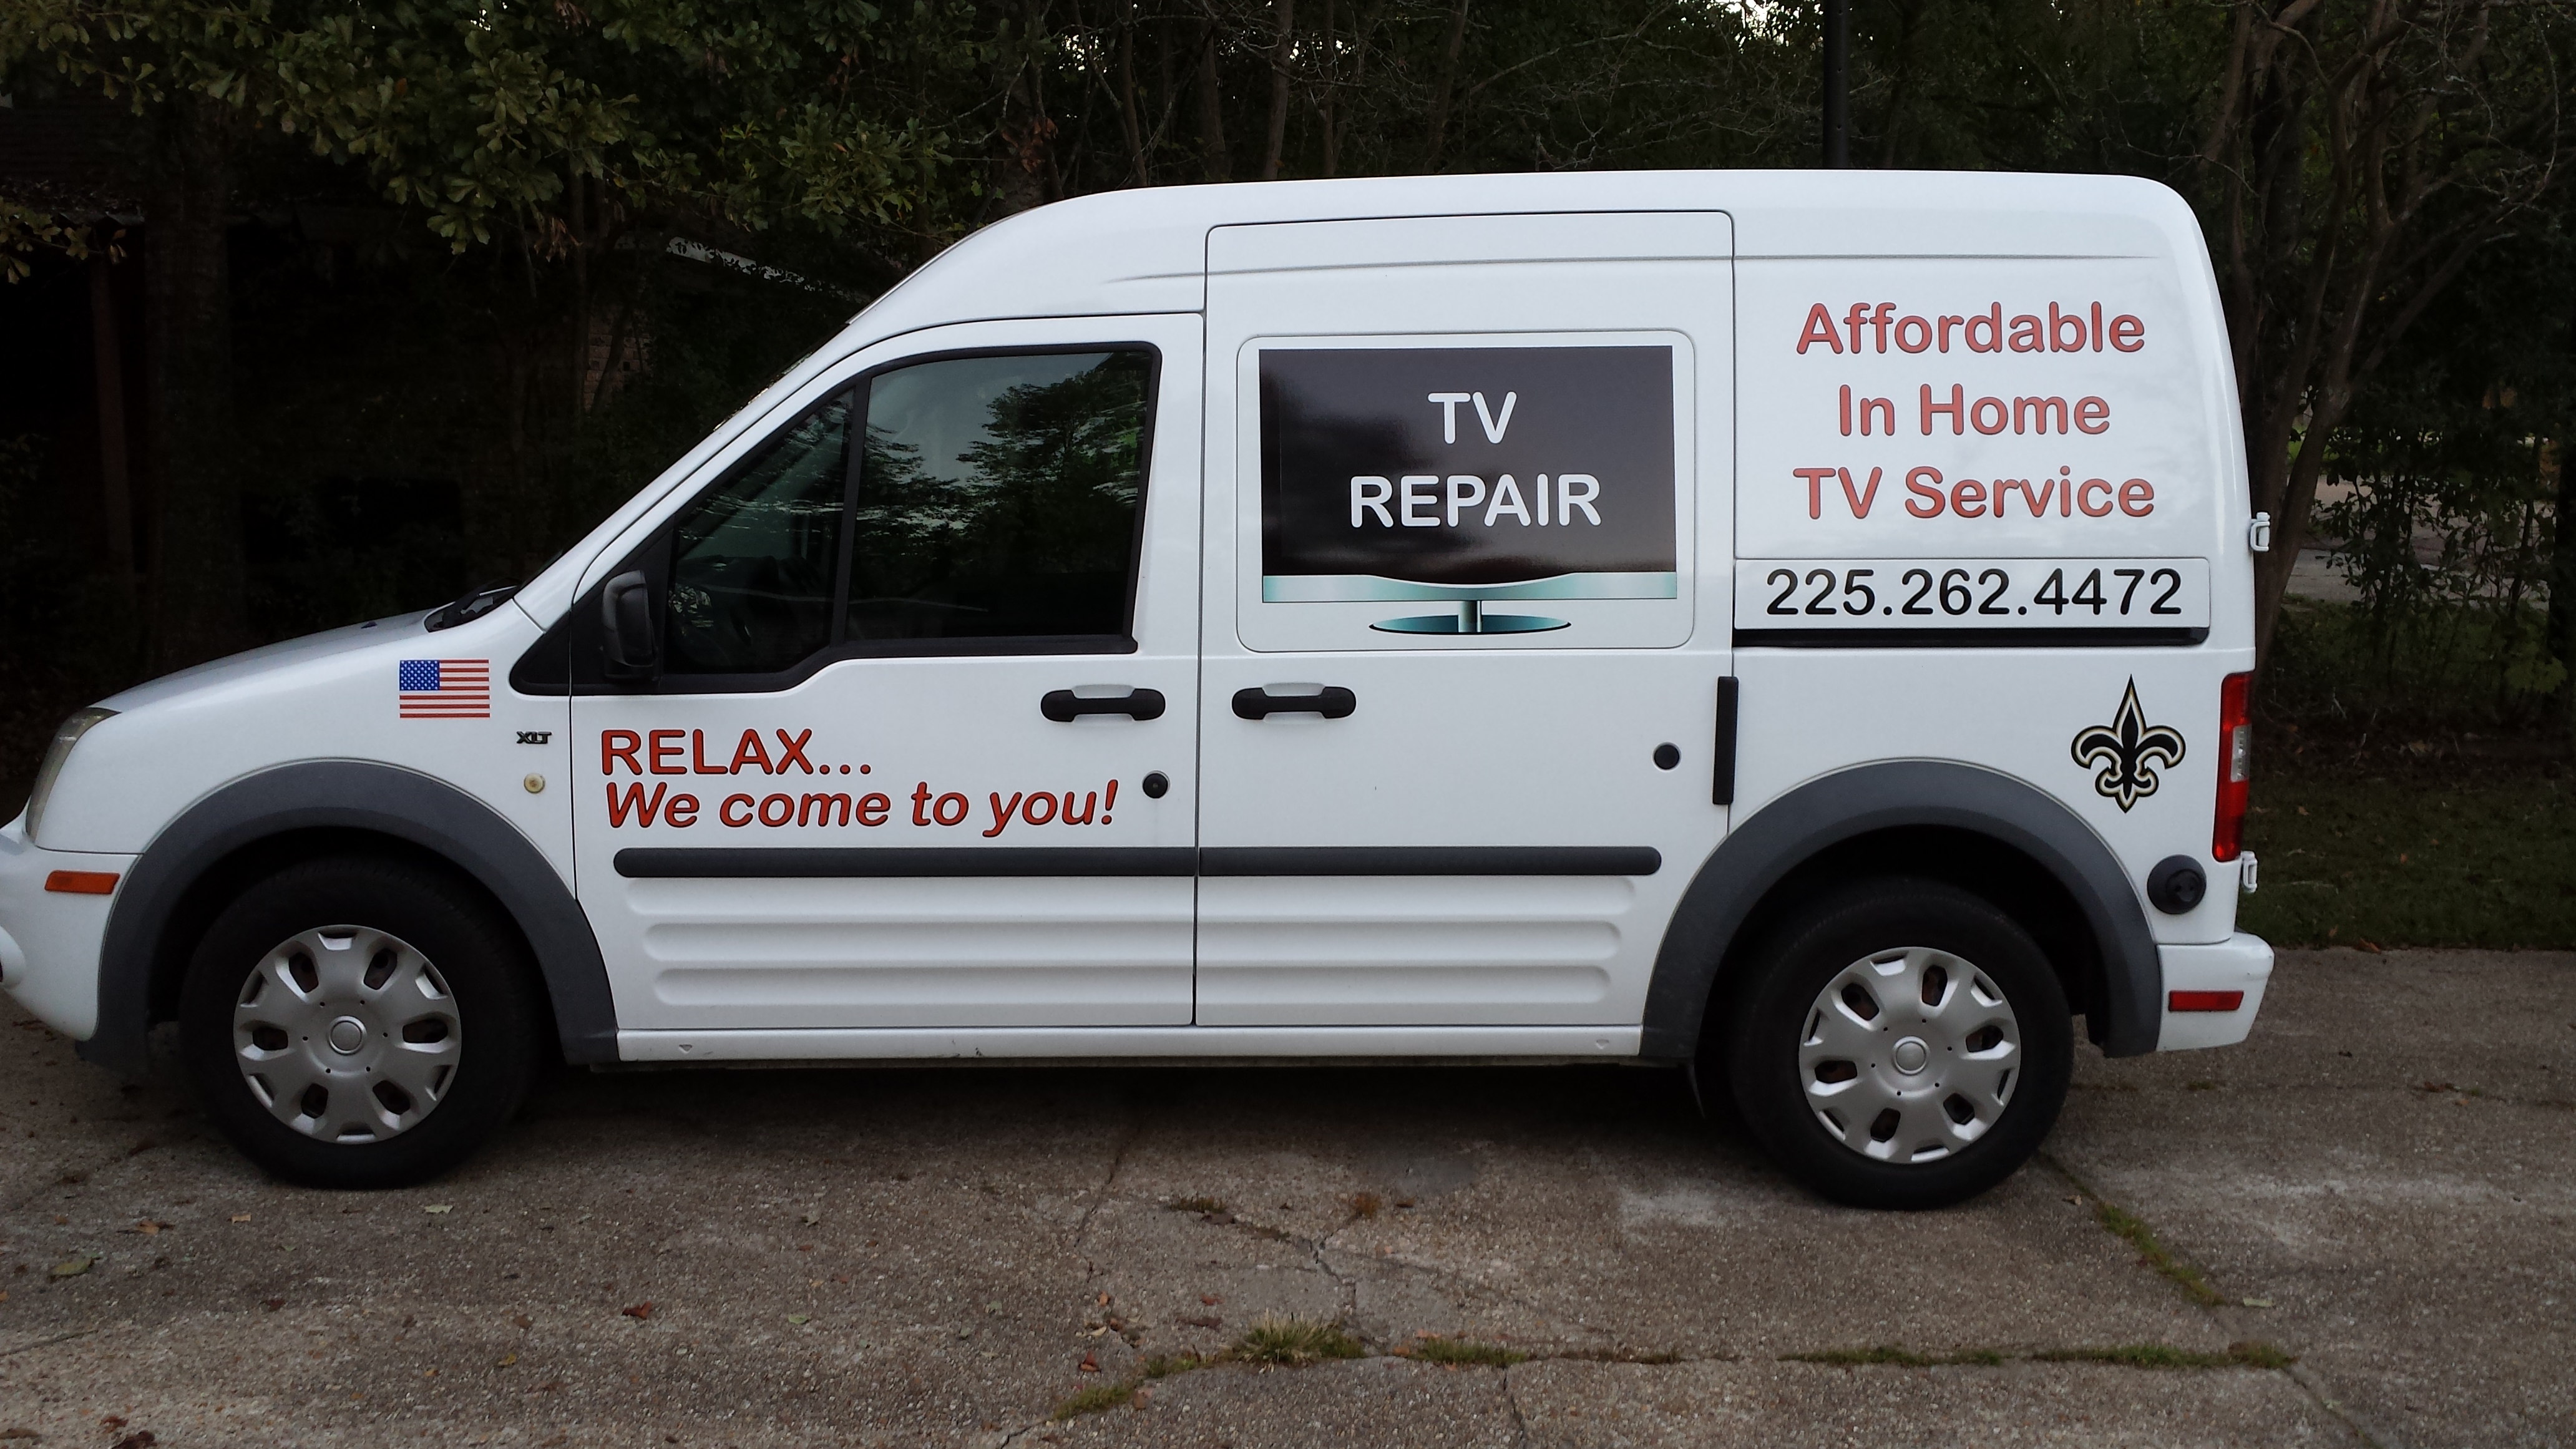 TV
REPAIR
Affordable
In Home
TV Service
225.262.4472
XLT
RELAX...
We come to you!